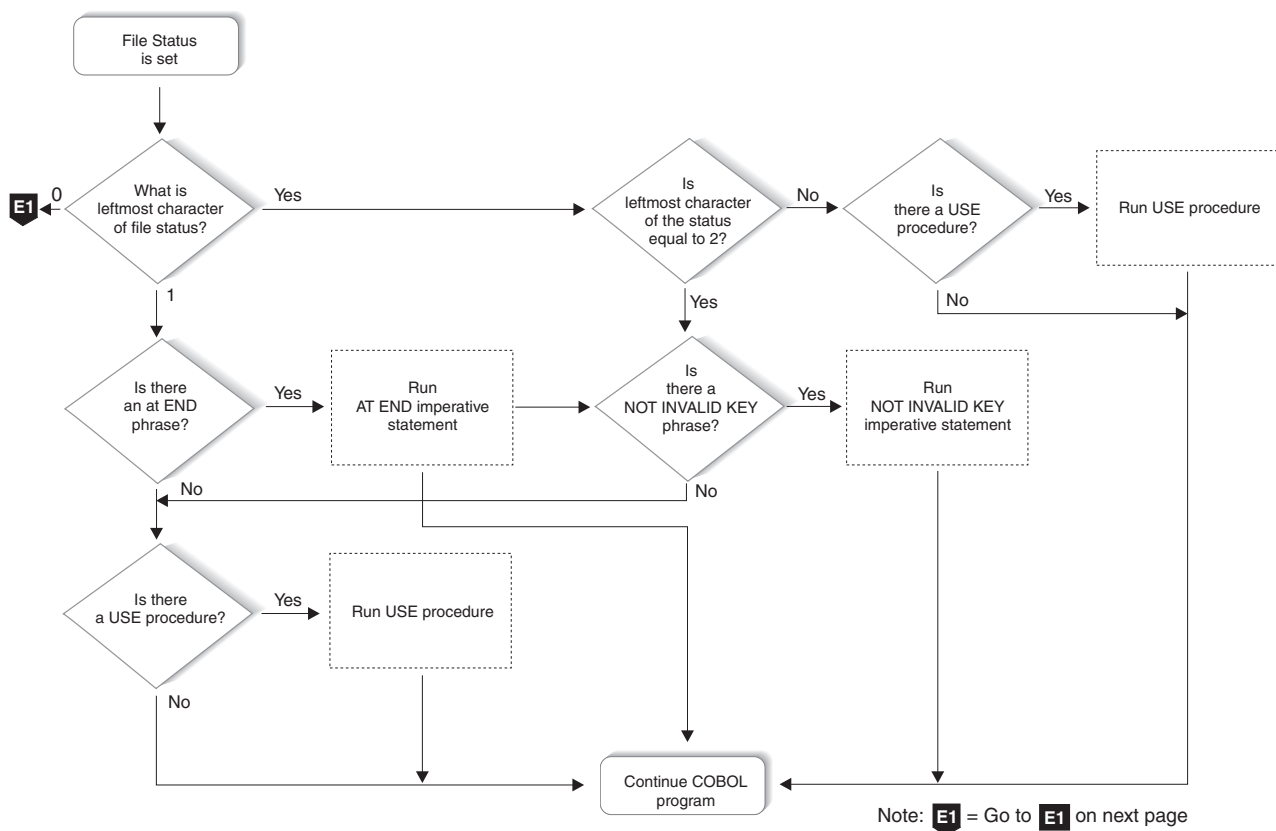 File Status
is set
E1
0
What is
leftmost character
of file status?
Yes
Is
leftmost character
of the status
equal to 2?
No
Is
there a USE
procedure?
Yes
Run USE procedure
1
Yes
No
Is there
an at END
phrase?
Yes
Run
AT END imperative
statement
Is
there a
NOT INVALID KEY
phrase?
Yes
Run
NOT INVALID KEY
imperative statement
No
No
Is there
a USE procedure?
Yes
Run USE procedure
No
Continue COBOL
program
Note: E1 = Go to E1 on next page